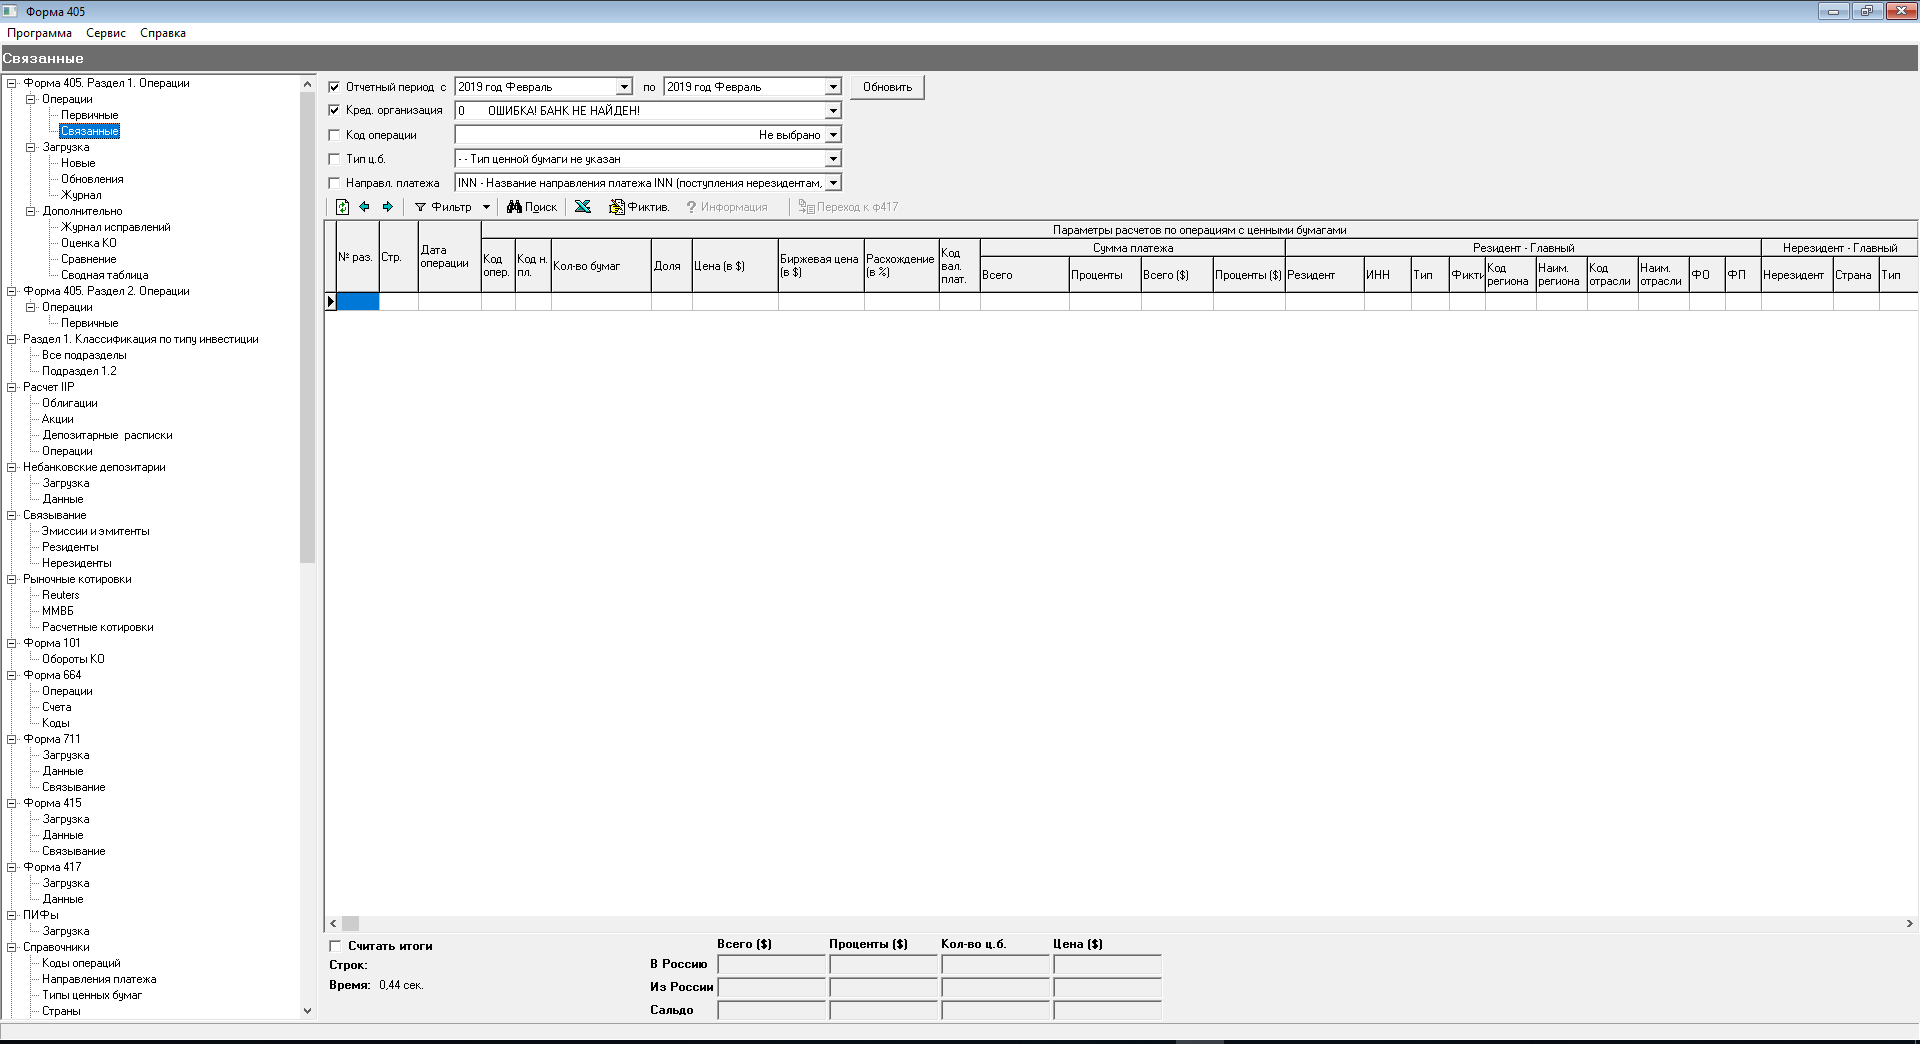 Форма 405
Программа Сервис Справка
Связанные
Форма 405. Раздел 1. Операции
Операции
Первичные
Связанные
Загрузка
Новые
Обновления
Журнал
Дополнительно
Журнал исправлений
Оценка КО
Сравнение
Сводная таблица
Форма 405. Раздел 2. Операции
Операции
Первичные
Раздел 1. Классификация по типу инвестиции
Все подразделы
Подраздел 1.2
Расчет IIP
Облигации
Акции
Депозитарные расписки
Операции
Небанковские депозитарии
Загрузка
Данные
Связывание
Эмиссии и эмитенты
Резиденты
Нерезиденты
Рыночные котировки
Reuters
ММВБ
Расчетные котировки
Форма 101
Обороты КО
Форма 664
Операции
Счета
Коды
Форма 711
Загрузка
Данные
Связывание
Форма 415
Загрузка
Данные
Связывание
Форма 417
Загрузка
Данные
ПИФы
Загрузка
Справочники
Коды операций
Направления платежа
Типы ценных бумаг
Страны
Отчетный период с 2019 год Февраль по 2019 год Февраль Обновить
Кред. организация 0 ОШИБКА! БАНК НЕ НАЙДЕН!
Код операции Не выбрано
Тип ц.б. - - Тип ценной бумаги не указан
Направл. платежа INN - Название направления платежа INN (поступления нерезидентам,
Фильтр Поиск Фиктив. ? Информация Переход к ф417
Параметры расчетов по операциям с ценными бумагами
Сумма платежа Резидент - Главный Нерезидент - Главный
№ раз. Стр. Дата операции Код опер. Код н. пл. Кол-во бумаг Доля Цена (в $) Биржевая цена (в $) Расхождение (в %) Код вал. плат. Всего Проценты Всего ($) Проценты ($) Резидент ИНН Тип Фикти Код региона Наим. региона Код отрасли Наим. отрасли ФО ФП Нерезидент Страна Тип
Считать итоги
Строк:
Время: 0,44 сек.
Всего ($) Проценты ($) Кол-во ц.б. Цена ($)
В Россию
Из России
Сальдо